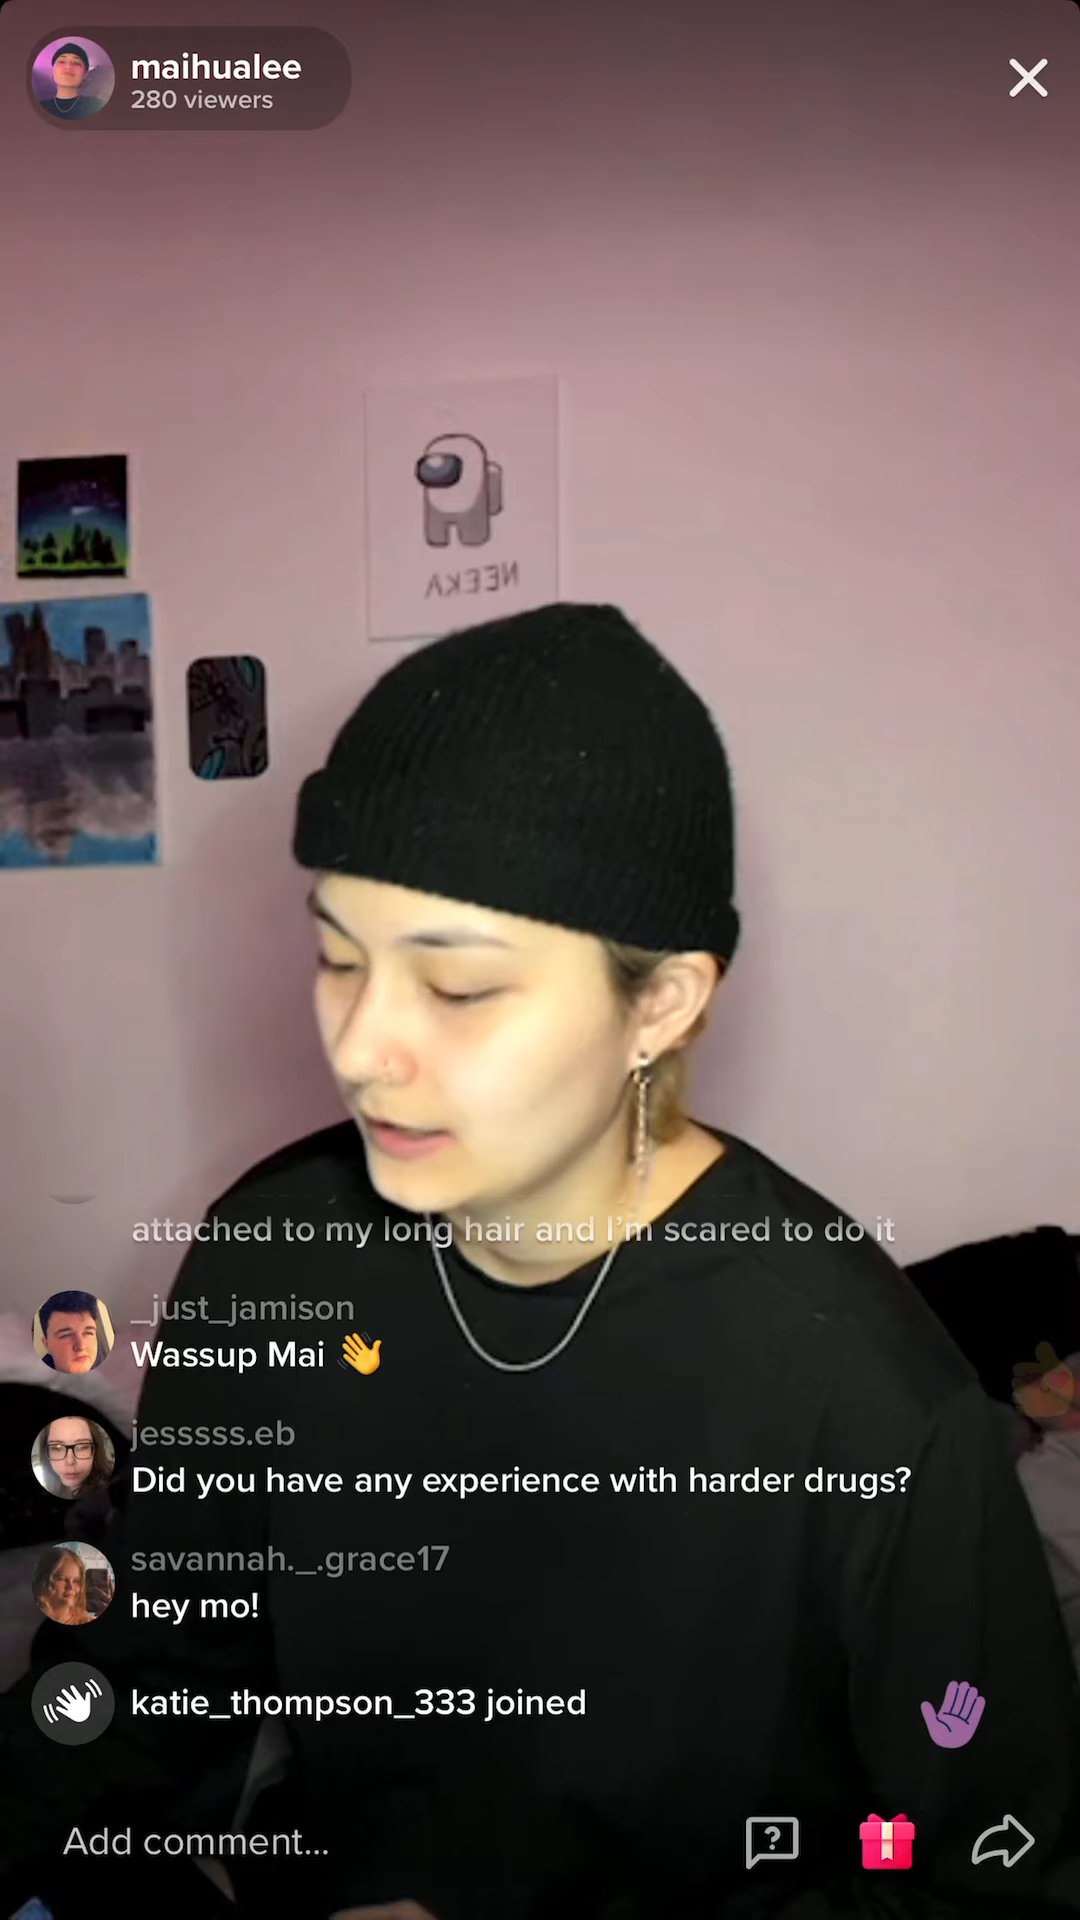 maihualee
280 viewers
NEEKA
attached to my long hair and I'm scared to do it
_just_jamison
Wassup Mai 👋
jesssss.eb
Did you have any experience with harder drugs?
savannah._.grace17
hey mo!
katie_thompson_333 joined
Add comment...